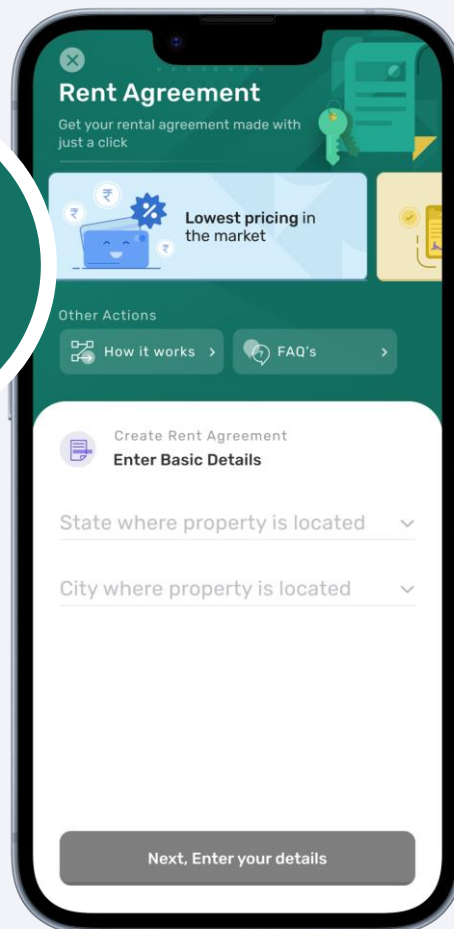 Rent Agreement
Get your rental agreement made with
just a click
₹
₹
%
₹
Lowest pricing in
the market
Other Actions
How it works >
? FAQ's >
Create Rent Agreement
Enter Basic Details
State where property is located
City where property is located
Next, Enter your details